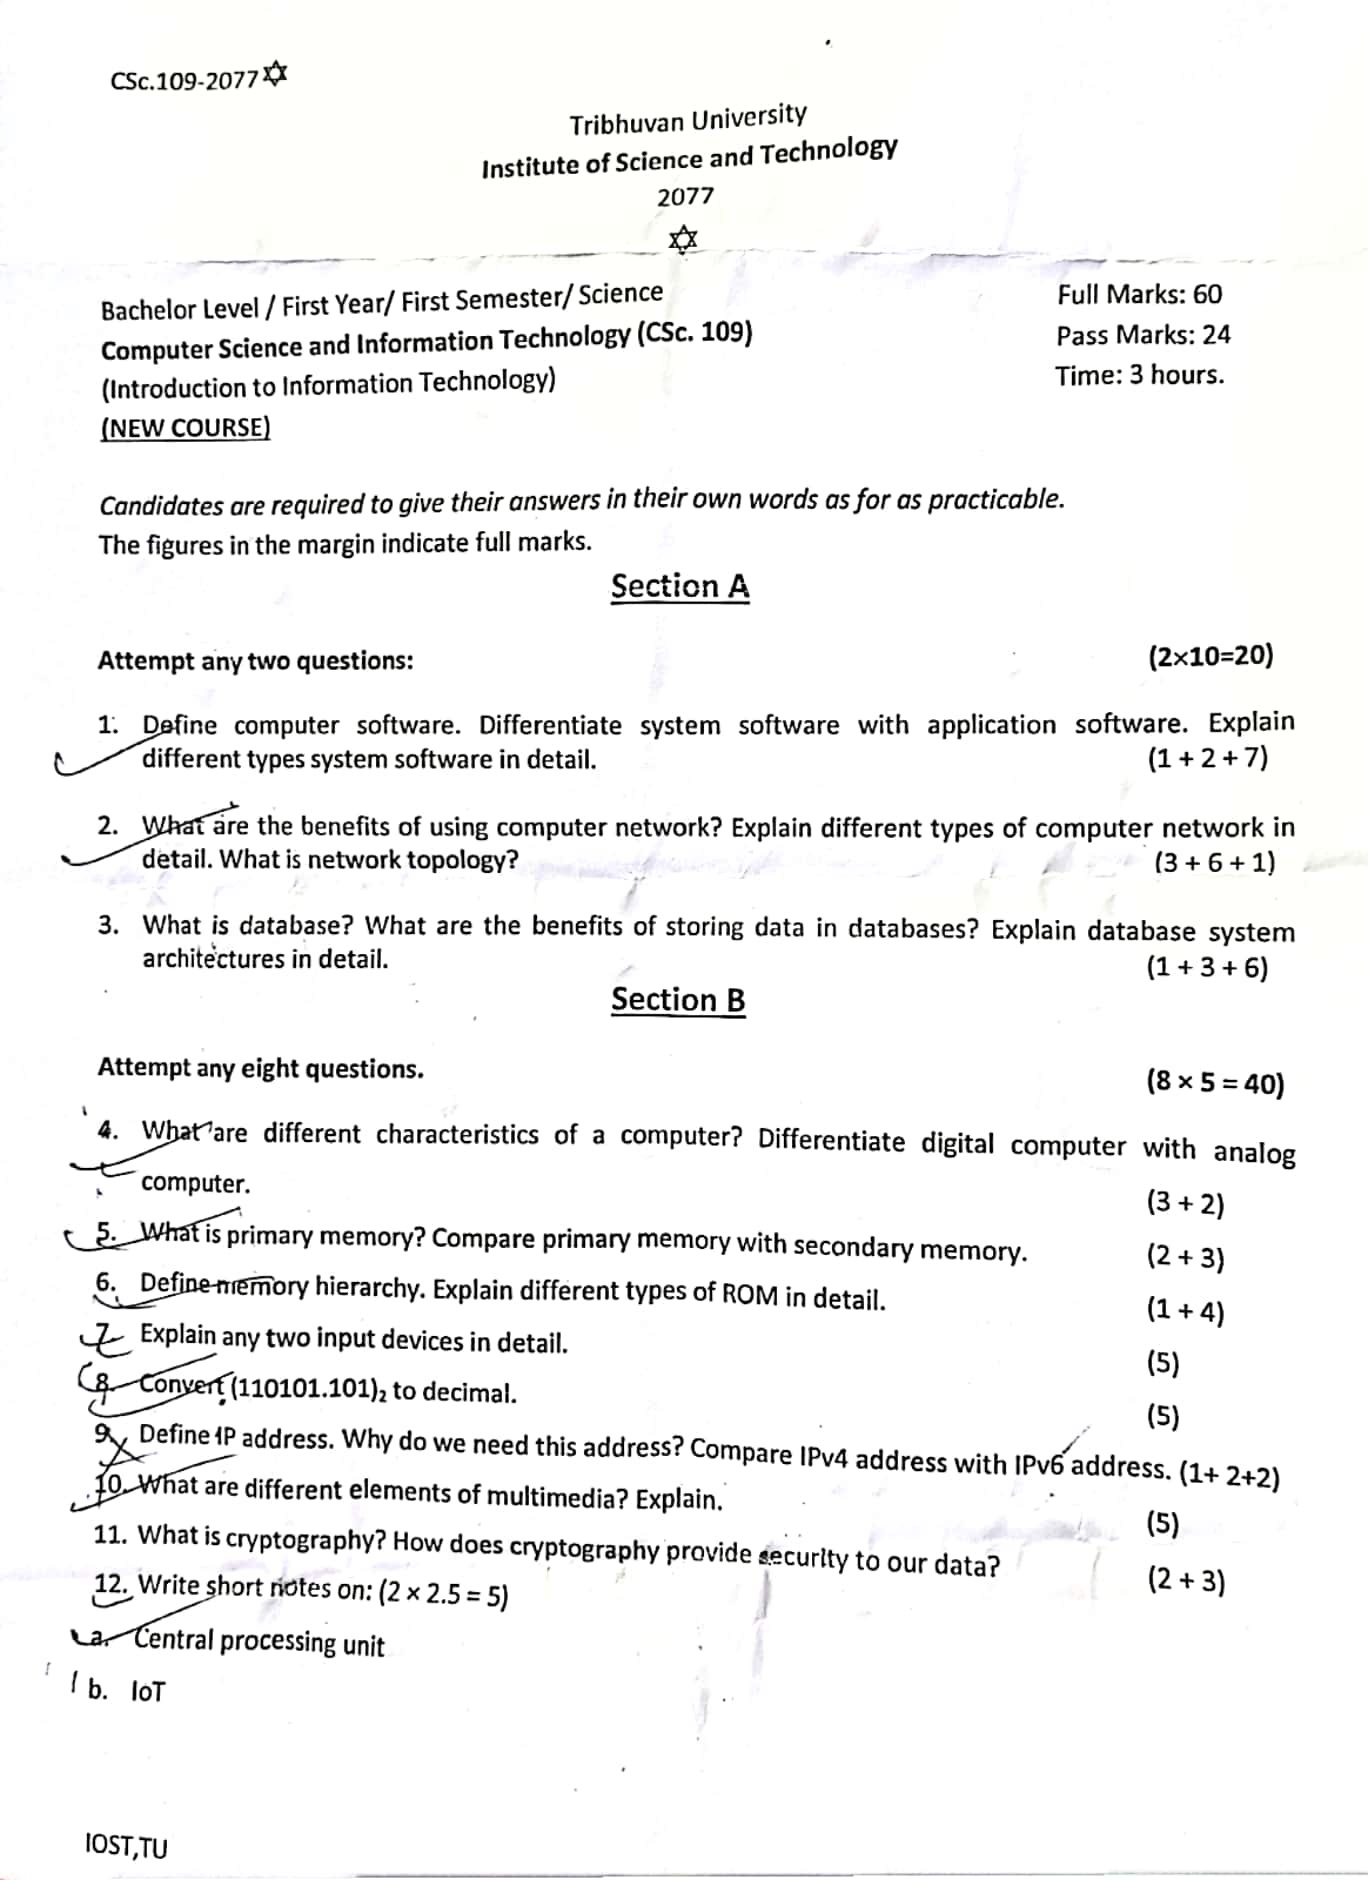 CSc.109-2077✡
Tribhuvan University
Institute of Science and Technology
2077
✡
Bachelor Level / First Year/ First Semester/ Science
Full Marks: 60
Computer Science and Information Technology (CSc. 109)
Pass Marks: 24
(Introduction to Information Technology)
Time: 3 hours.
(NEW COURSE)
Candidates are required to give their answers in their own words as for as practicable.
The figures in the margin indicate full marks.
Section A
Attempt any two questions: (2×10=20)
1. Define computer software. Differentiate system software with application software. Explain
different types system software in detail. (1 + 2 + 7)
2. What are the benefits of using computer network? Explain different types of computer network in
detail. What is network topology? (3 + 6 + 1)
3. What is database? What are the benefits of storing data in databases? Explain database system
architectures in detail. (1 + 3 + 6)
Section B
Attempt any eight questions. (8 × 5 = 40)
4. What are different characteristics of a computer? Differentiate digital computer with analog
computer. (3 + 2)
5. What is primary memory? Compare primary memory with secondary memory. (2 + 3)
6. Define memory hierarchy. Explain different types of ROM in detail. (1 + 4)
7. Explain any two input devices in detail. (5)
8. Convert (110101.101)₂ to decimal. (5)
9. Define IP address. Why do we need this address? Compare IPv4 address with IPv6 address. (1+ 2+2)
10. What are different elements of multimedia? Explain. (5)
11. What is cryptography? How does cryptography provide security to our data? (2 + 3)
12. Write short notes on: (2 × 2.5 = 5)
a. Central processing unit
b. IoT
IOST,TU